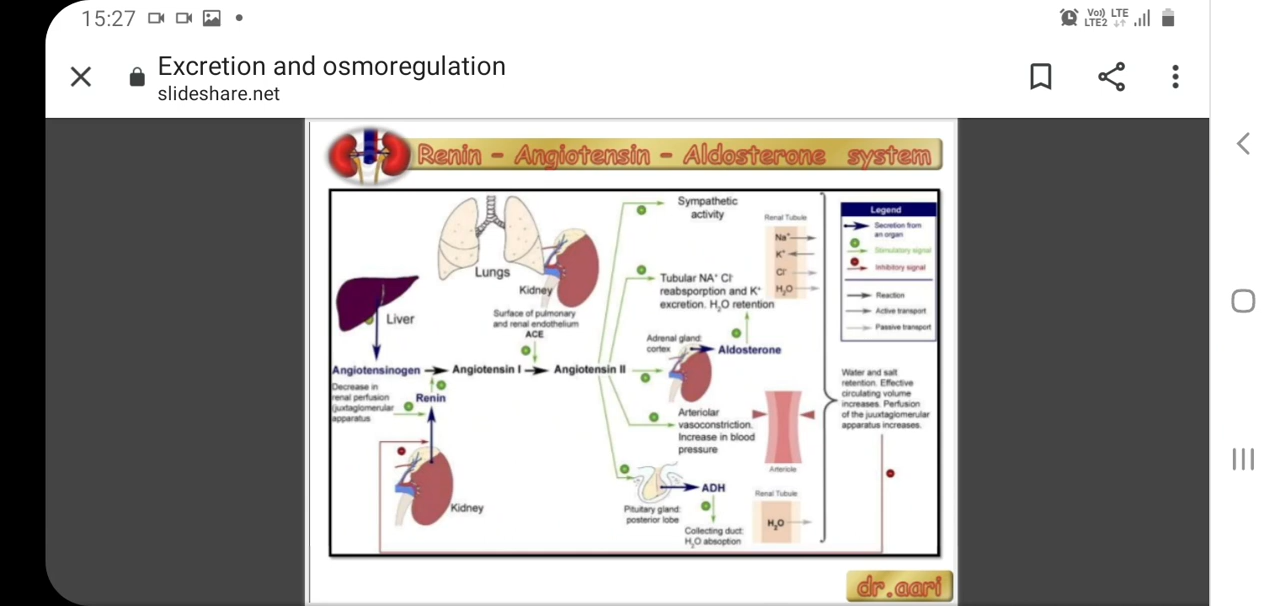 15:27
Vo)) LTE
LTE2
Excretion and osmoregulation
slideshare.net
Renin - Angiotensin - Aldosterone system
Lungs
Kidney
Surface of pulmonary
and renal endothelium
ACE
Liver
Angiotensinogen
Angiotensin I
Angiotensin II
Decrease in
renal perfusion
(juxtaglomerular
apparatus
Renin
Kidney
Sympathetic
activity
Tubular NA⁺ Cl⁻
reabsporption and K⁺
excretion. H₂O retention
Adrenal gland:
cortex
Aldosterone
Arteriolar
vasoconstriction.
Increase in blood
pressure
Arteriole
ADH
Pituitary gland:
posterior lobe
Collecting duct:
H₂O absoption
Renal Tubule
Na⁺
K⁺
Cl⁻
H₂O
Renal Tubule
H₂O
Legend
Secretion from
an organ
Stimulatory signal
Inhibitory signal
Reaction
Active transport
Passive transport
Water and salt
retention. Effective
circulating volume
increases. Perfusion
of the juuxtaglomerular
apparatus increases.
dr.aari